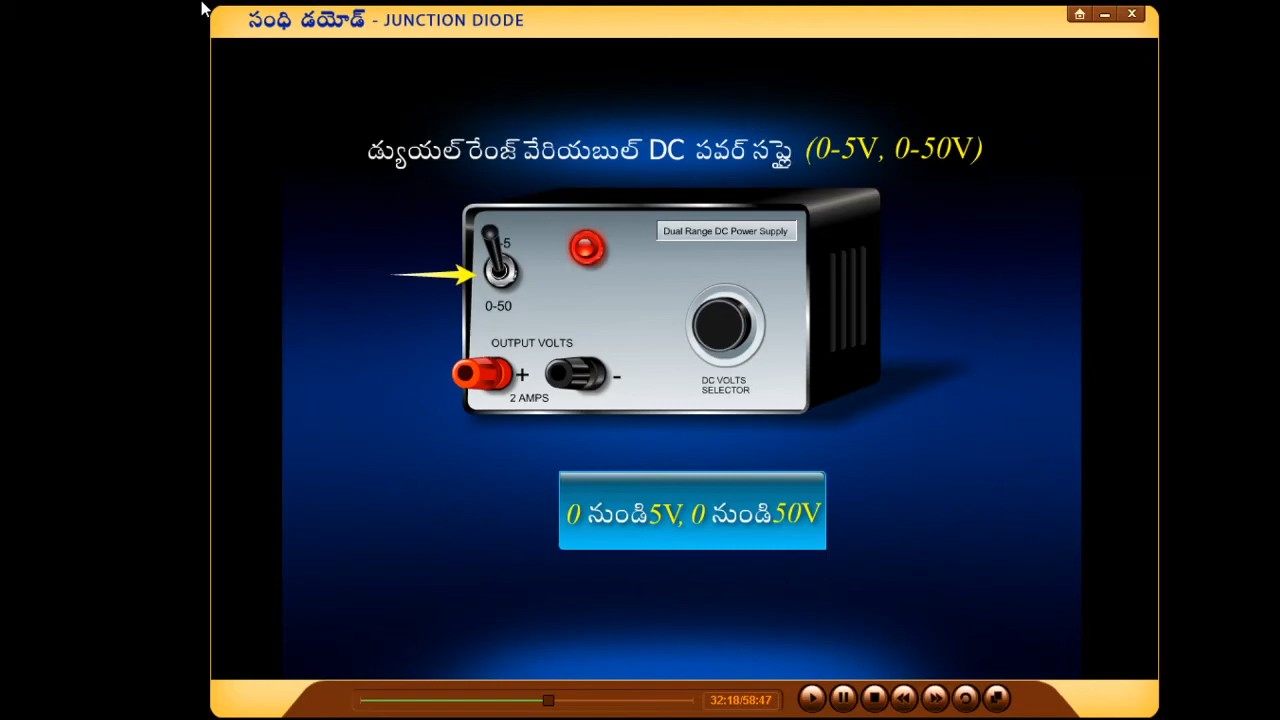 సంధి డయోడ్ - JUNCTION DIODE
డ్యుయల్ రేంజ్ వేరియబుల్ DC పవర్ సప్లై (0-5V, 0-50V)
Dual Range DC Power Supply
-5
0-50
OUTPUT VOLTS
+ -
2 AMPS
DC VOLTS
SELECTOR
0 నుండి 5V, 0 నుండి 50V
32:18/58:47